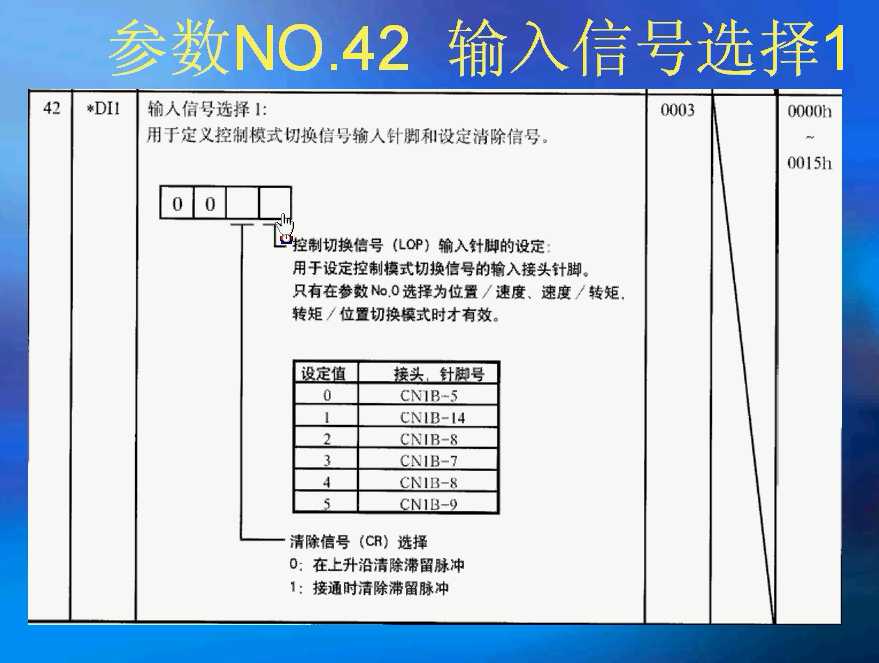 参数NO.42 输入信号选择1
42 *DI1 输入信号选择1: 0003 0000h
用于定义控制模式切换信号输入针脚和设定清除信号。 ~
0015h
0 0
控制切换信号（LOP）输入针脚的设定:
用于设定控制模式切换信号的输入接头针脚。
只有在参数No.0选择为位置／速度、速度／转矩、
转矩／位置切换模式时才有效。
设定值 接头、针脚号
0 CN1B-5
1 CN1B-14
2 CN1B-8
3 CN1B-7
4 CN1B-8
5 CN1B-9
清除信号（CR）选择
0: 在上升沿清除滞留脉冲
1: 接通时清除滞留脉冲